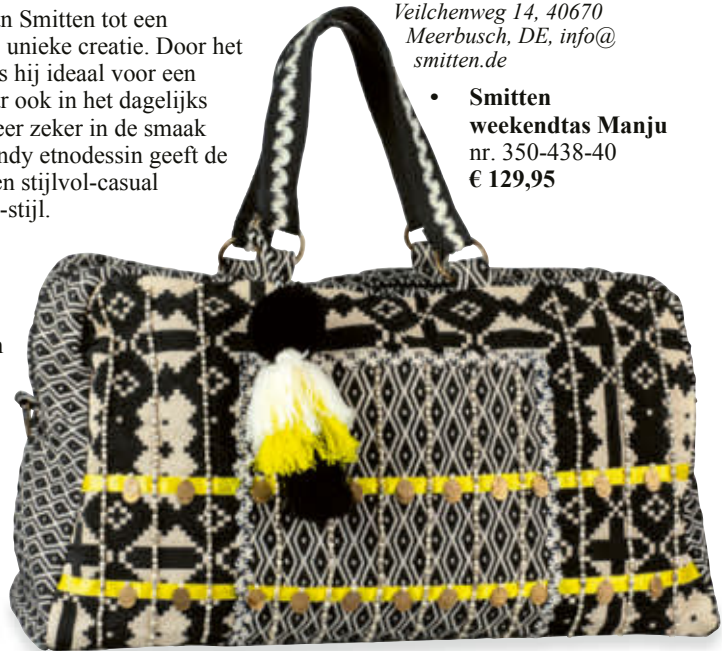 an Smitten tot een
unieke creatie. Door het
s hij ideaal voor een
ar ook in het dagelijks
eer zeker in de smaak
ndy etnodessin geeft de
en stijlvol-casual
-stijl.
n
Veilchenweg 14, 40670
Meerbusch, DE, info@
smitten.de
• Smitten
weekendtas Manju
nr. 350-438-40
€ 129,95